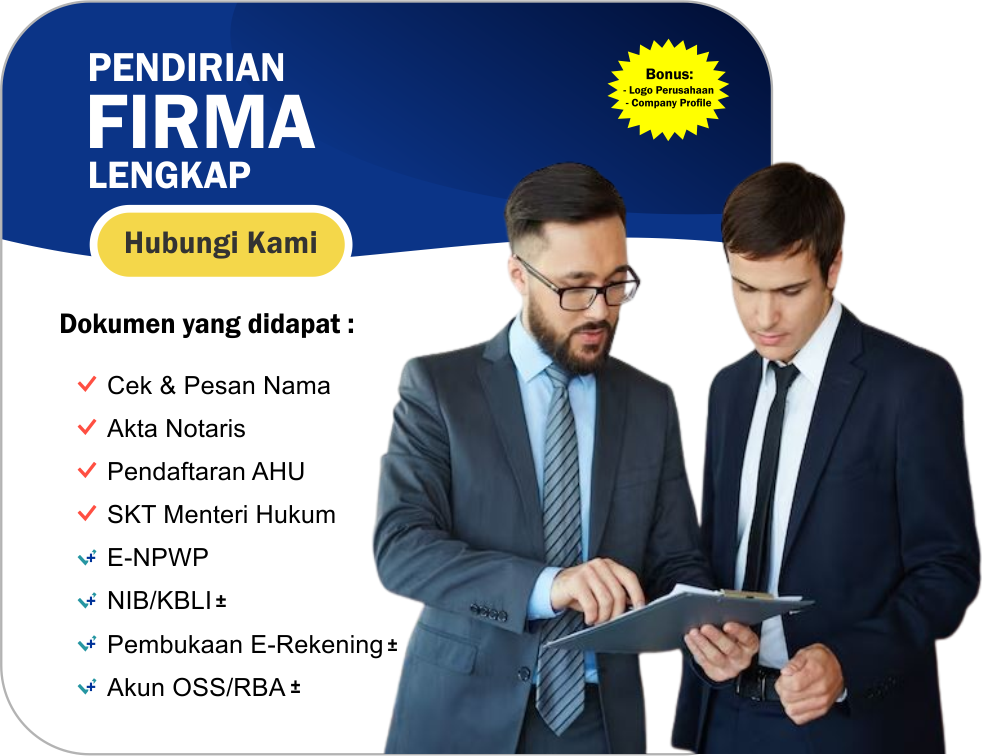 PENDIRIAN
FIRMA
LENGKAP
Bonus:
- Logo Perusahaan
- Company Profile
Hubungi Kami
Dokumen yang didapat :
Cek & Pesan Nama
Akta Notaris
Pendaftaran AHU
SKT Menteri Hukum
E-NPWP
NIB/KBLI ±
Pembukaan E-Rekening ±
Akun OSS/RBA ±